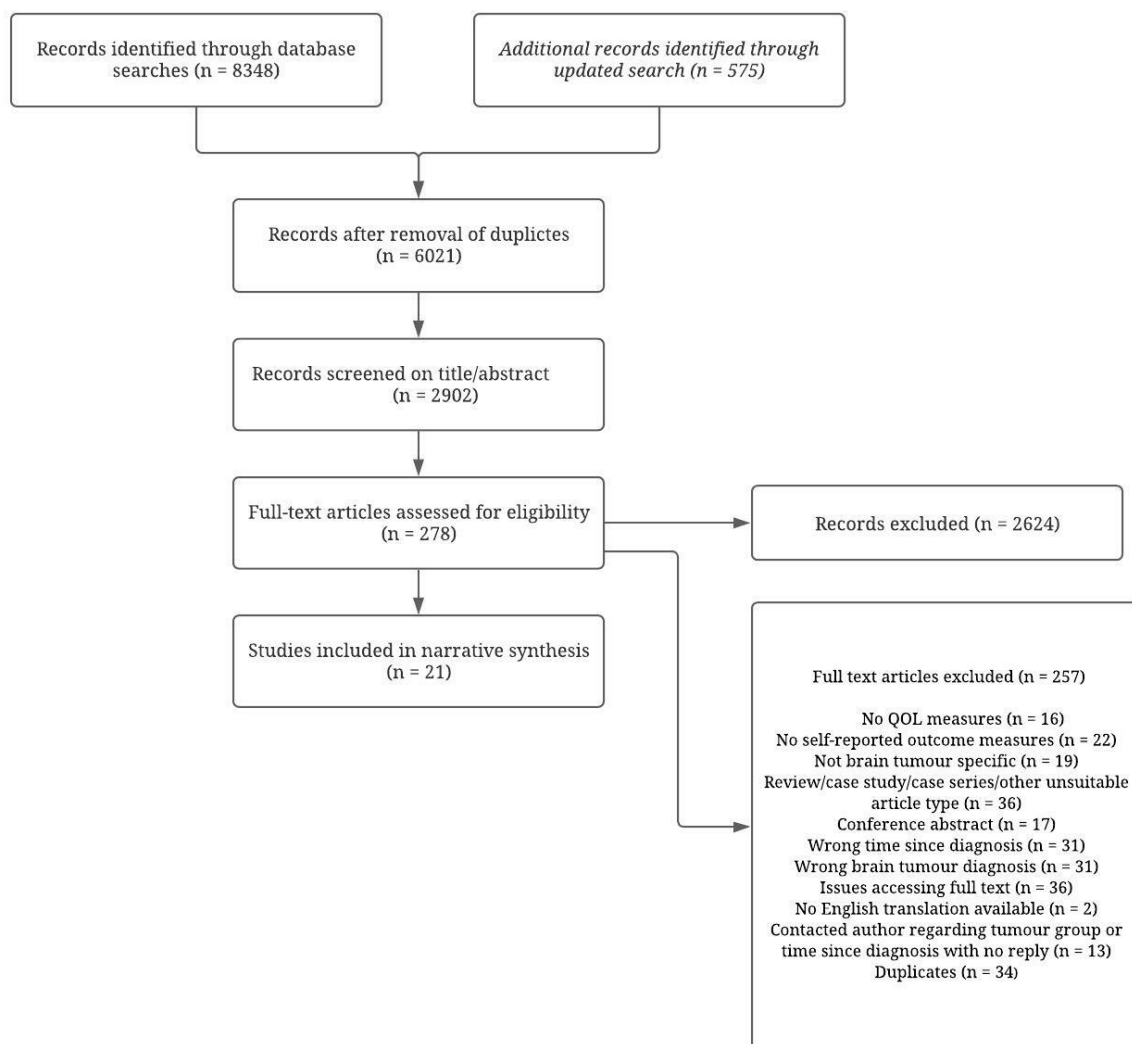 Records identified through database
searches (n = 8348)
Additional records identified through
updated search (n = 575)
Records after removal of duplictes
(n = 6021)
Records screened on title/abstract
(n = 2902)
Full-text articles assessed for eligibility
(n = 278)
Records excluded (n = 2624)
Studies included in narrative synthesis
(n = 21)
Full text articles excluded (n = 257)
No QOL measures (n = 16)
No self-reported outcome measures (n = 22)
Not brain tumour specific (n = 19)
Review/case study/case series/other unsuitable
article type (n = 36)
Conference abstract (n = 17)
Wrong time since diagnosis (n = 31)
Wrong brain tumour diagnosis (n = 31)
Issues accessing full text (n = 36)
No English translation available (n = 2)
Contacted author regarding tumour group or
time since diagnosis with no reply (n = 13)
Duplicates (n = 34)